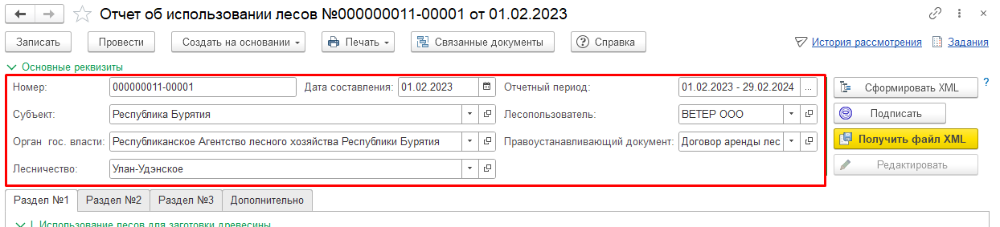 Отчет об использовании лесов №000000011-00001 от 01.02.2023
Записать Провести Создать на основании Печать Связанные документы Справка История рассмотрения Задания
Основные реквизиты
Номер: 000000011-00001 Дата составления: 01.02.2023 Отчетный период: 01.02.2023 - 29.02.2024 ... Сформировать XML ?
Субъект: Республика Бурятия Лесопользователь: ВЕТЕР ООО Подписать
Орган гос. власти: Республиканское Агентство лесного хозяйства Республики Бурятия Правоустанавливающий документ: Договор аренды лес Получить файл XML
Лесничество: Улан-Удэнское Редактировать
Раздел №1 Раздел №2 Раздел №3 Дополнительно
I. Использование лесов для заготовки древесины